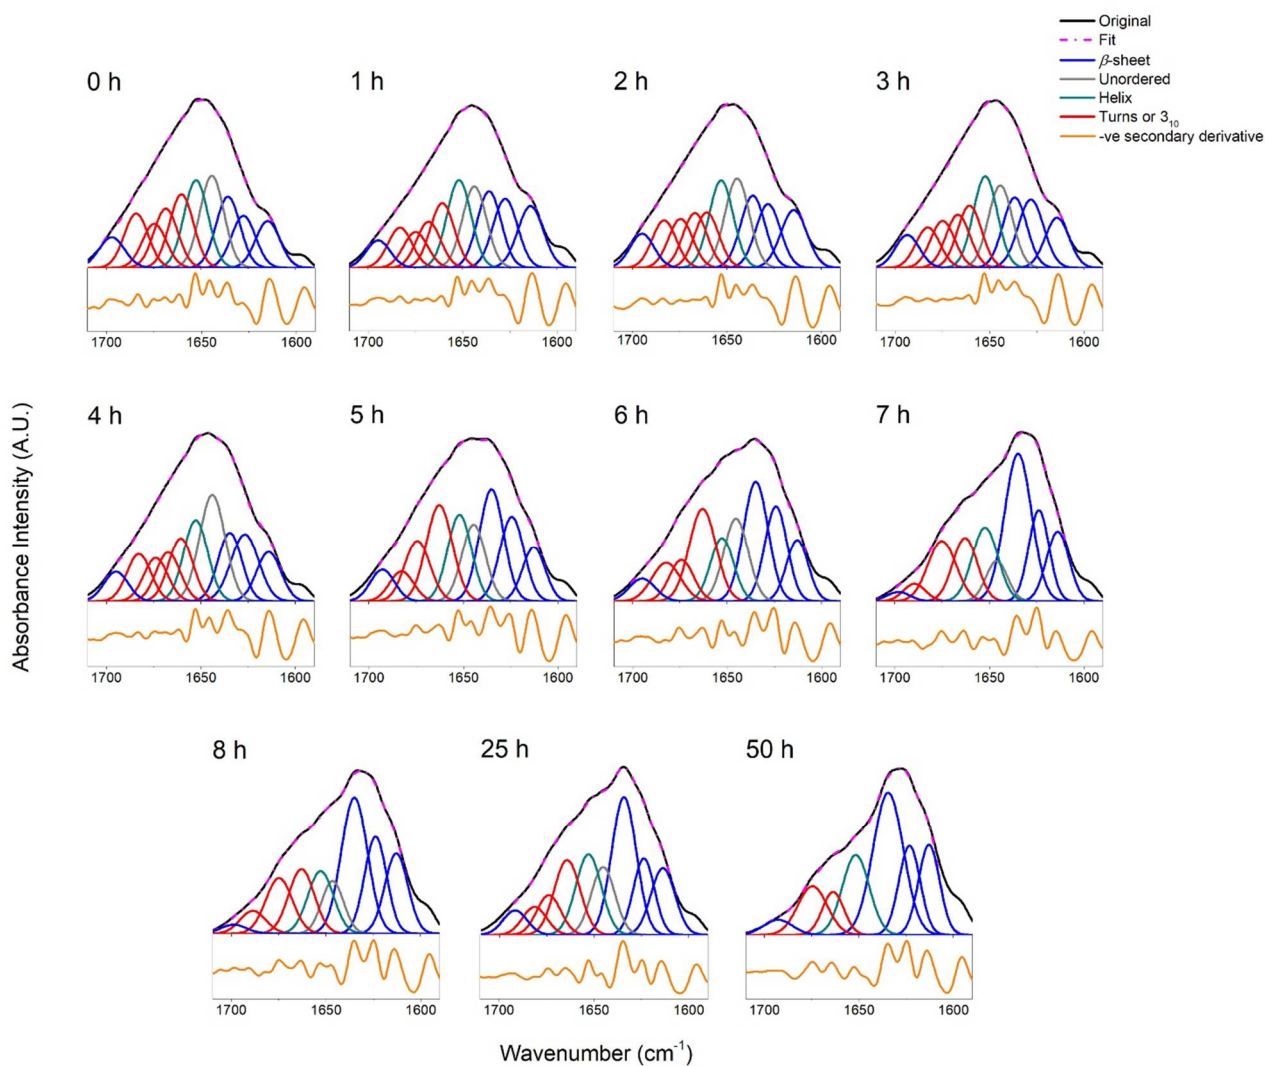 Original
Fit
β-sheet
Unordered
Helix
Turns or 3₁₀
-ve secondary derivative
0 h
1 h
2 h
3 h
1700 1650 1600
1700 1650 1600
1700 1650 1600
1700 1650 1600
4 h
5 h
6 h
7 h
1700 1650 1600
1700 1650 1600
1700 1650 1600
1700 1650 1600
8 h
25 h
50 h
1700 1650 1600
1700 1650 1600
1700 1650 1600
Absorbance Intensity (A.U.)
Wavenumber (cm⁻¹)